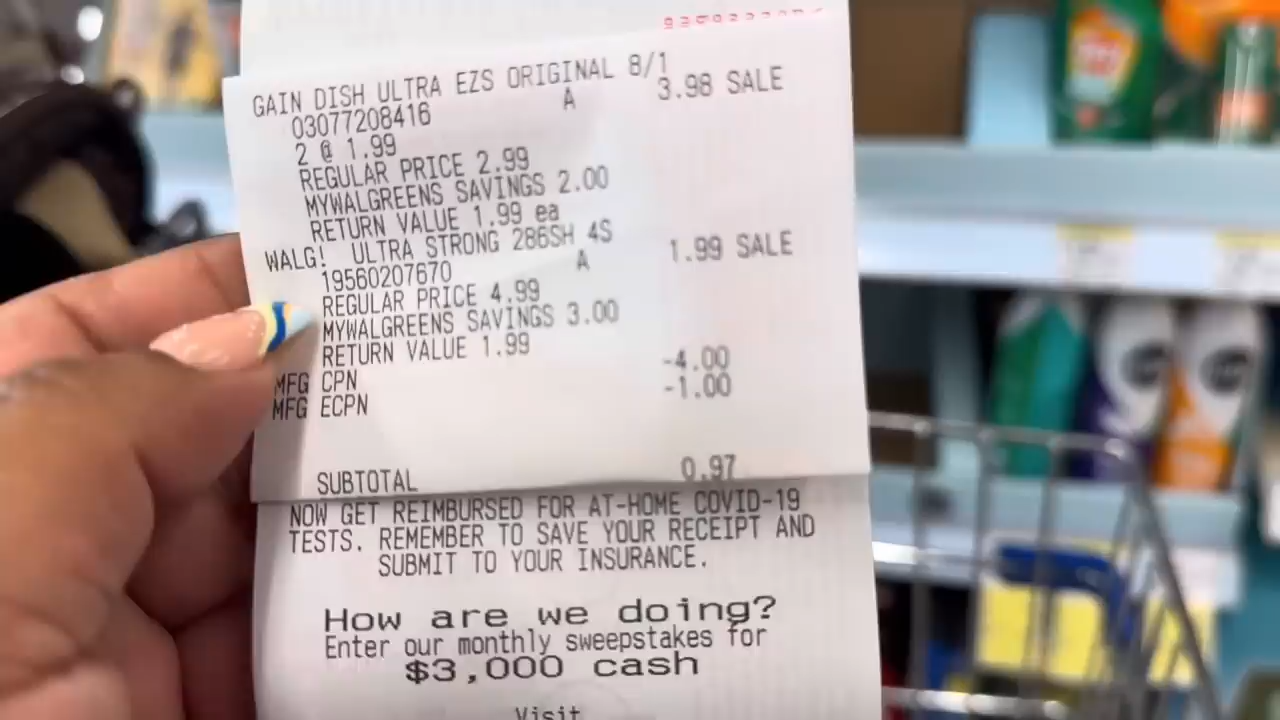 GAIN DISH ULTRA EZS ORIGINAL 8/1
03077208416 A 3.98 SALE
2 @ 1.99
REGULAR PRICE 2.99
MYWALGREENS SAVINGS 2.00
RETURN VALUE 1.99 ea
WALG! ULTRA STRONG 286SH 4S
19560207670 A 1.99 SALE
REGULAR PRICE 4.99
MYWALGREENS SAVINGS 3.00
RETURN VALUE 1.99
MFG CPN -4.00
MFG ECPN -1.00
SUBTOTAL 0.97
NOW GET REIMBURSED FOR AT-HOME COVID-19
TESTS. REMEMBER TO SAVE YOUR RECEIPT AND
SUBMIT TO YOUR INSURANCE.
How are we doing?
Enter our monthly sweepstakes for
$3,000 cash
Visit